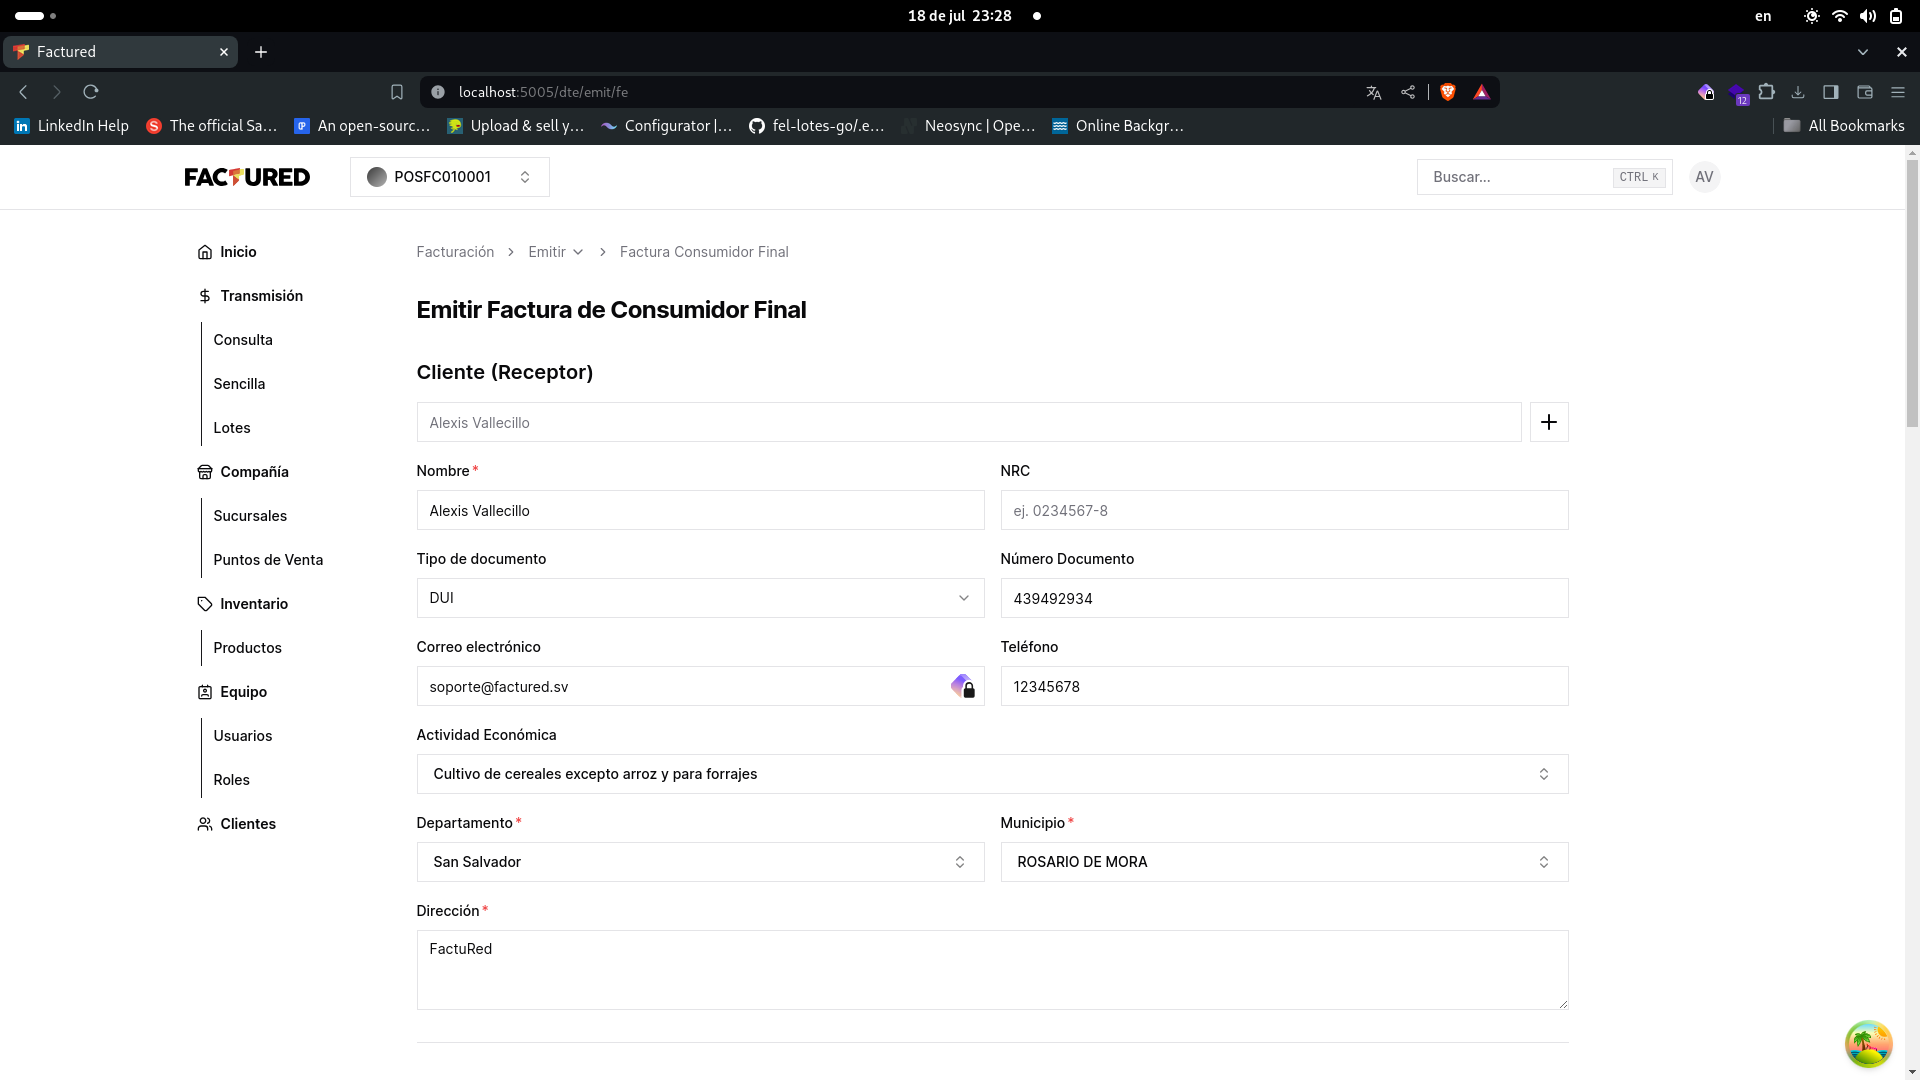 18 de jul 23:28
en
Factured
localhost:5005/dte/emit/fe
12
LinkedIn Help
The official Sa...
An open-sourc...
Upload & sell y...
Configurator |...
fel-lotes-go/.e...
Neosync | Ope...
Online Backgr...
All Bookmarks
FACTURED
POSFC010001
Buscar...
CTRL K
AV
Inicio
Transmisión
Consulta
Sencilla
Lotes
Compañía
Sucursales
Puntos de Venta
Inventario
Productos
Equipo
Usuarios
Roles
Clientes
Facturación > Emitir > Factura Consumidor Final
Emitir Factura de Consumidor Final
Cliente (Receptor)
Alexis Vallecillo
Nombre*
Alexis Vallecillo
NRC
ej. 0234567-8
Tipo de documento
DUI
Número Documento
439492934
Correo electrónico
soporte@factured.sv
Teléfono
12345678
Actividad Económica
Cultivo de cereales excepto arroz y para forrajes
Departamento*
San Salvador
Municipio*
ROSARIO DE MORA
Dirección*
FactuRed